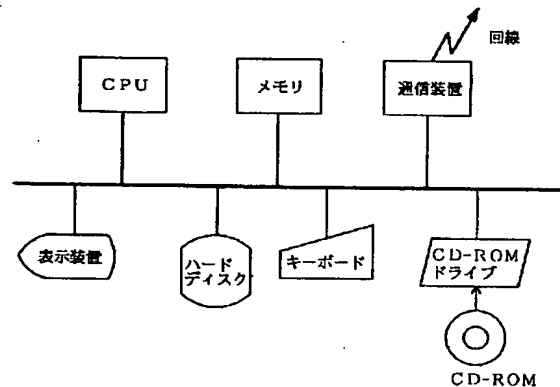 回線
CPU
メモリ
通信装置
表示装置
ハード
ディスク
キーボード
CD-ROM
ドライブ
CD-ROM